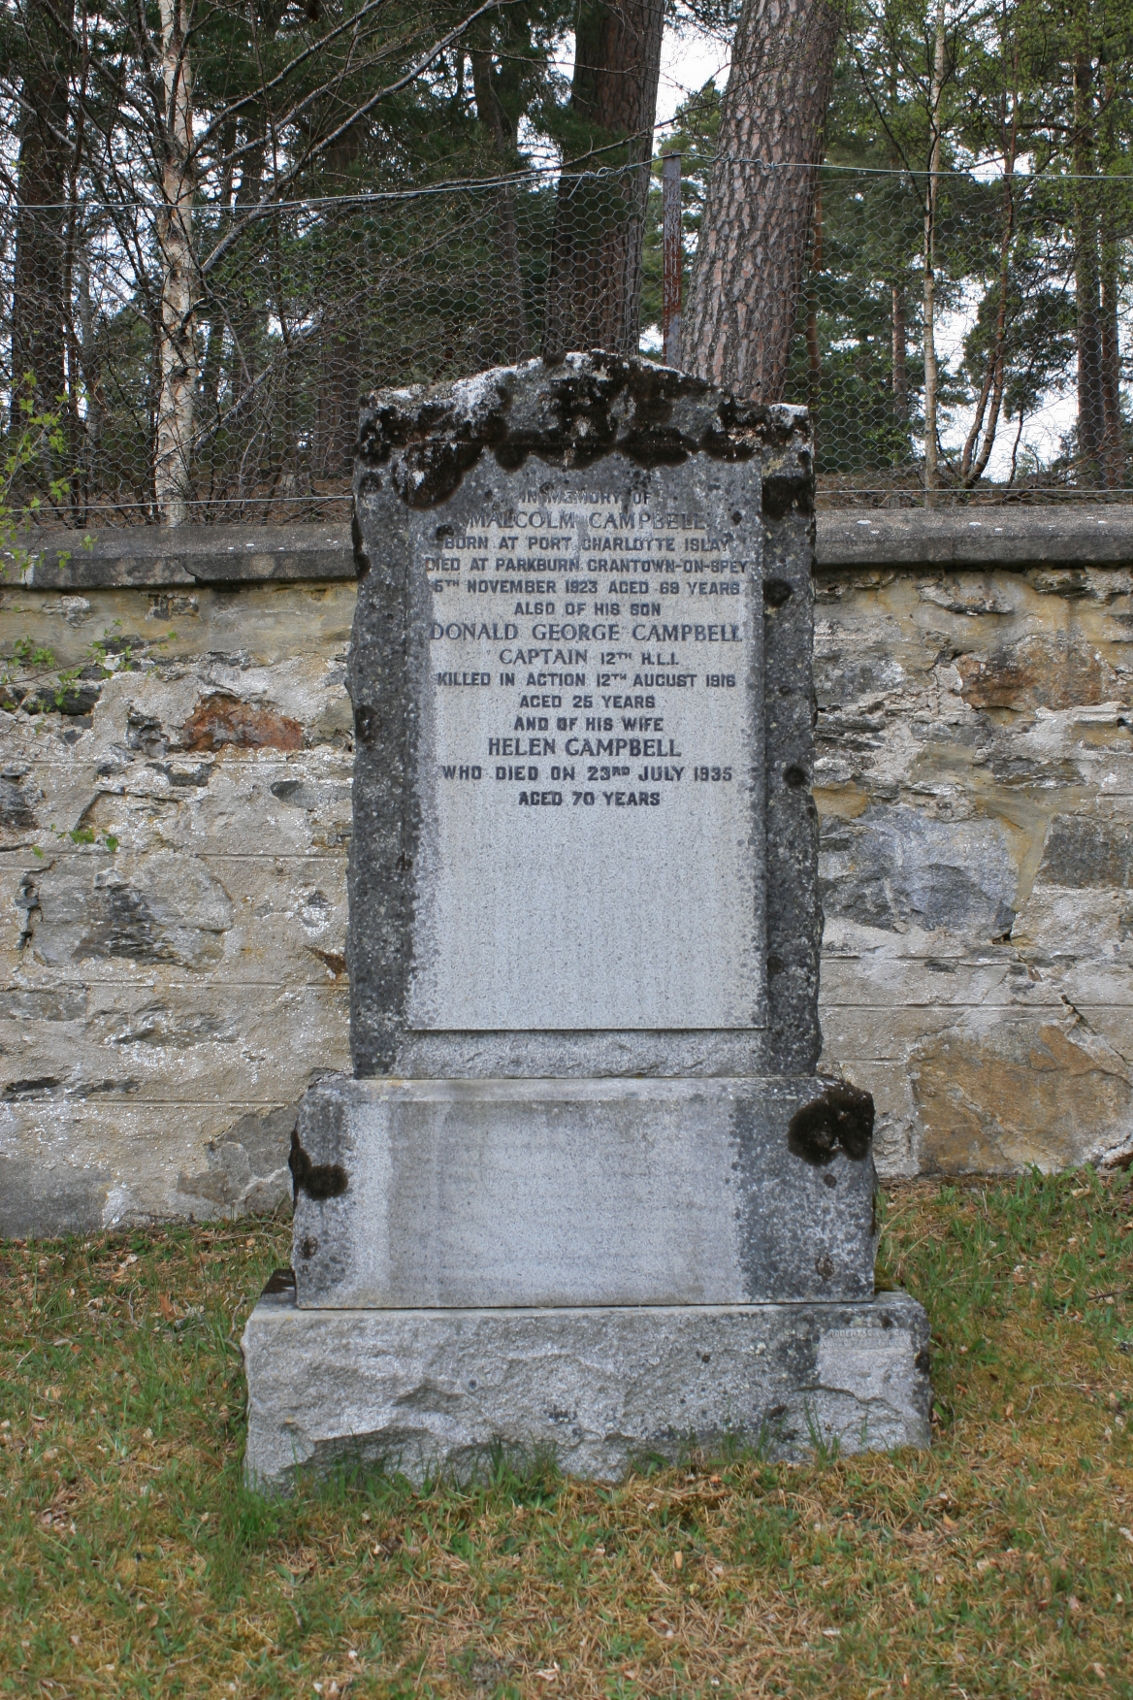 IN MEMORY OF
MALCOLM CAMPBELL
BORN AT PORT CHARLOTTE ISLAY
DIED AT PARKBURN GRANTOWN-ON-SPEY
5TH NOVEMBER 1923 AGED 69 YEARS
ALSO OF HIS SON
DONALD GEORGE CAMPBELL
CAPTAIN 12TH H.L.I.
KILLED IN ACTION 12TH AUGUST 1916
AGED 25 YEARS
AND OF HIS WIFE
HELEN CAMPBELL
WHO DIED ON 23RD JULY 1935
AGED 70 YEARS